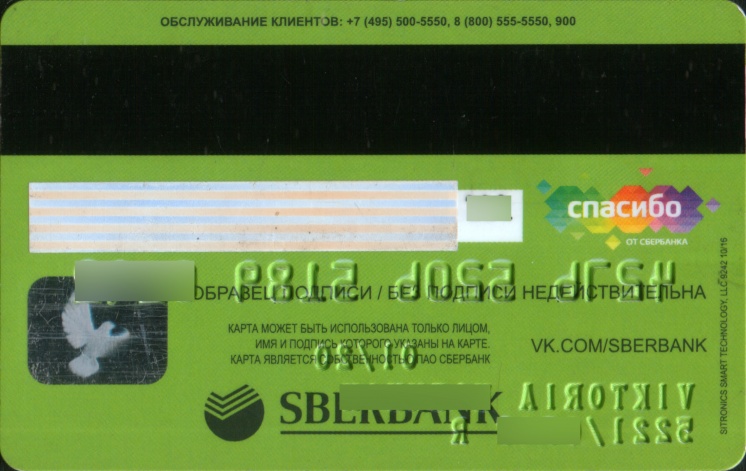 ОБСЛУЖИВАНИЕ КЛИЕНТОВ: +7 (495) 500-5550, 8 (800) 555-5550, 900
спасибо
ОТ СБЕРБАНКА
ОБРАЗЕЦ ПОДПИСИ / БЕЗ ПОДПИСИ НЕДЕЙСТВИТЕЛЬНА
КАРТА МОЖЕТ БЫТЬ ИСПОЛЬЗОВАНА ТОЛЬКО ЛИЦОМ,
ИМЯ И ПОДПИСЬ КОТОРОГО УКАЗАНЫ НА КАРТЕ.
КАРТА ЯВЛЯЕТСЯ СОБСТВЕННОСТЬЮ ПАО СБЕРБАНК
VK.COM/SBERBANK
SBERBANK
VIKTORIA
5221/
R
SITRONICS SMART TECHNOLOGY, LLC 9242 10/16